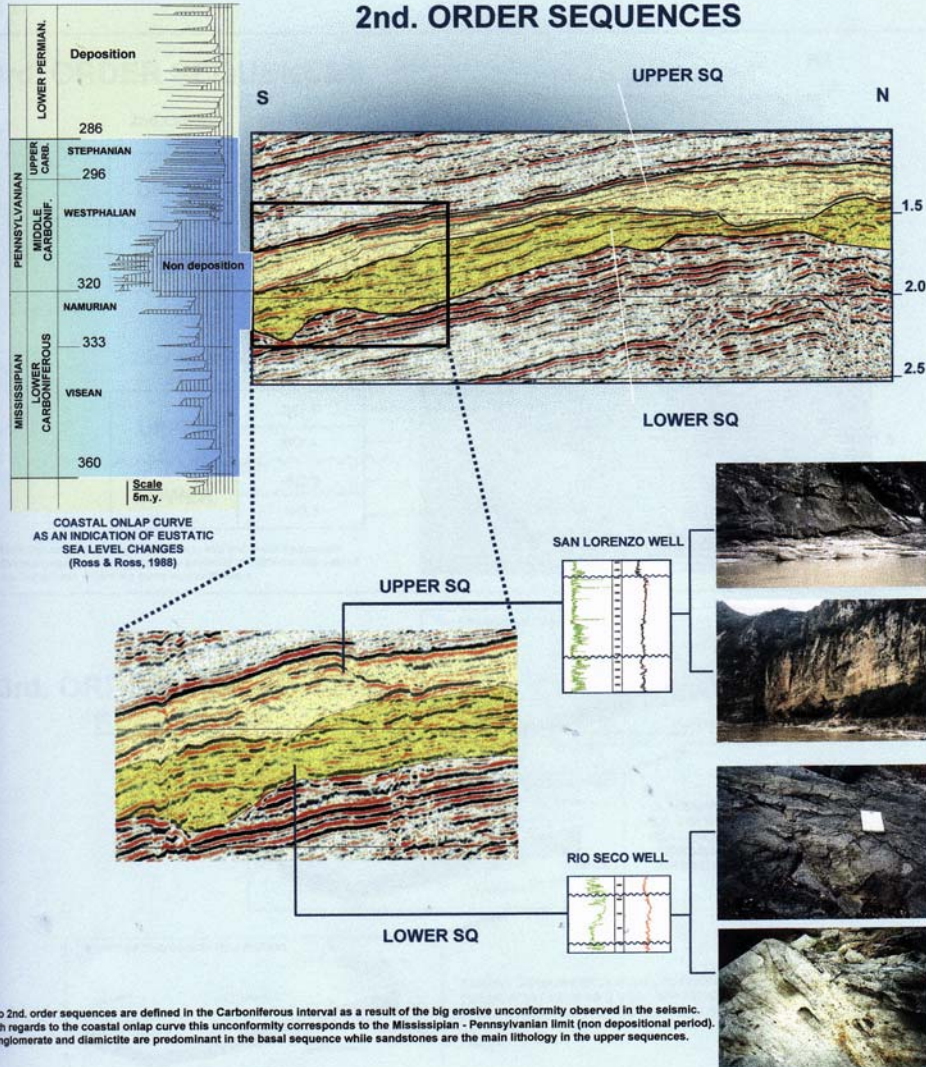 2nd. ORDER SEQUENCES
LOWER PERMIAN.
Deposition
286
PENNSYLVANIAN
UPPER CARB.
STEPHANIAN
296
MIDDLE CARBONIF.
WESTPHALIAN
Non deposition
320
MISSISSIPIAN
LOWER CARBONIFEROUS
NAMURIAN
333
VISEAN
360
Scale
5m.y.
COASTAL ONLAP CURVE
AS AN INDICATION OF EUSTATIC
SEA LEVEL CHANGES
(Ross & Ross, 1988)
S
UPPER SQ
N
1.5
2.0
2.5
LOWER SQ
SAN LORENZO WELL
UPPER SQ
RIO SECO WELL
LOWER SQ
o 2nd. order sequences are defined in the Carboniferous interval as a result of the big erosive unconformity observed in the seismic.
h regards to the coastal onlap curve this unconformity corresponds to the Mississipian - Pennsylvanian limit (non depositional period).
nglomerate and diamictite are predominant in the basal sequence while sandstones are the main lithology in the upper sequences.